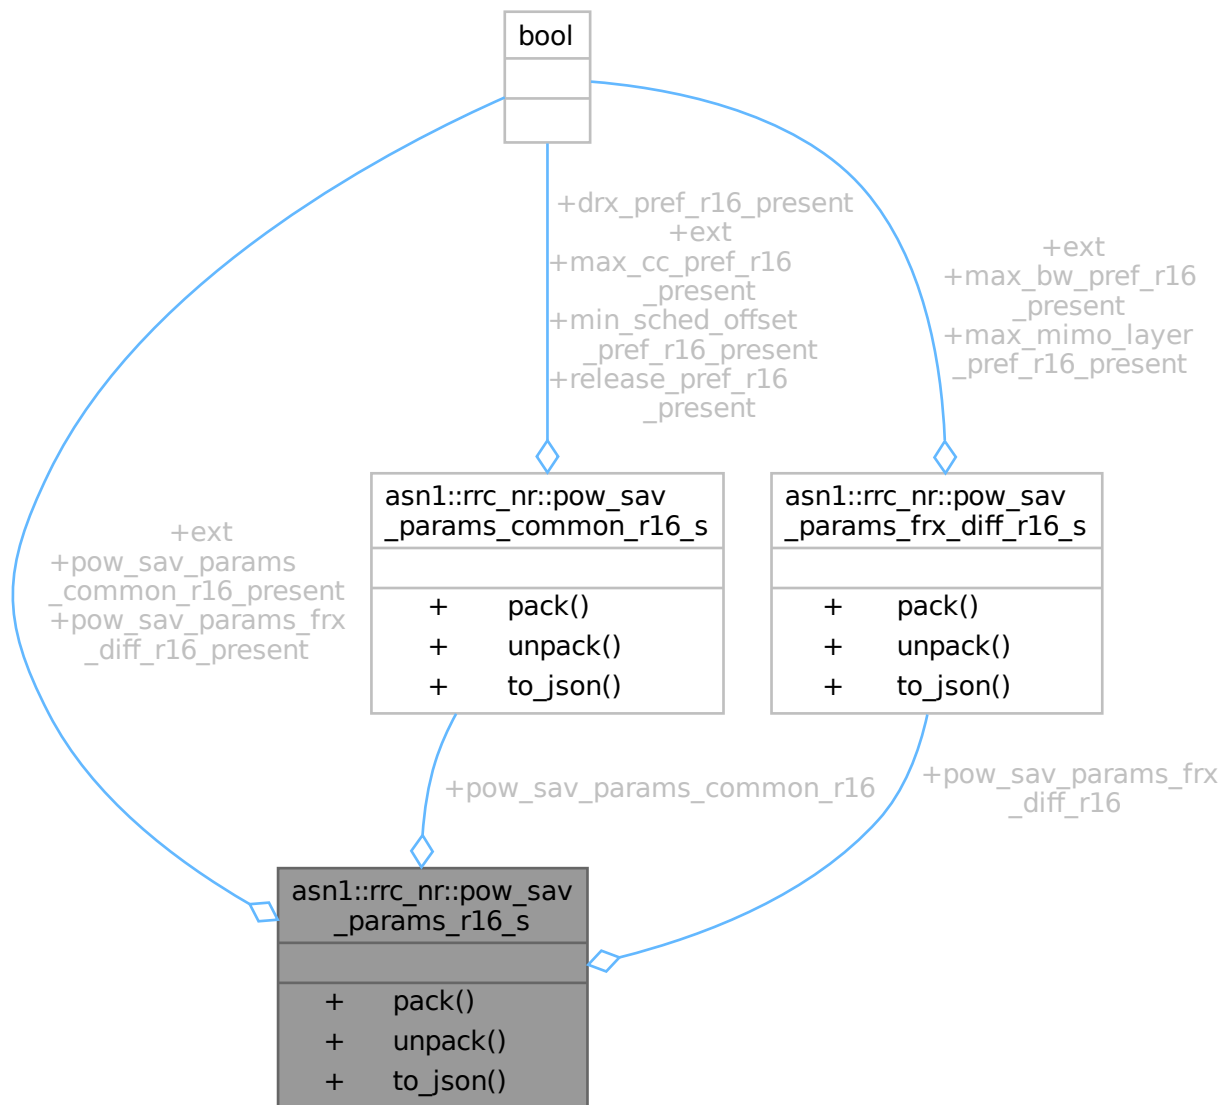 bool
+drx_pref_r16_present
+ext
+max_cc_pref_r16
_present
+min_sched_offset
_pref_r16_present
+release_pref_r16
_present
+ext
+max_bw_pref_r16
_present
+max_mimo_layer
_pref_r16_present
+ext
+pow_sav_params
_common_r16_present
+pow_sav_params_frx
_diff_r16_present
asn1::rrc_nr::pow_sav
_params_common_r16_s
+ pack()
+ unpack()
+ to_json()
asn1::rrc_nr::pow_sav
_params_frx_diff_r16_s
+ pack()
+ unpack()
+ to_json()
+pow_sav_params_common_r16
+pow_sav_params_frx
_diff_r16
asn1::rrc_nr::pow_sav
_params_r16_s
+ pack()
+ unpack()
+ to_json()